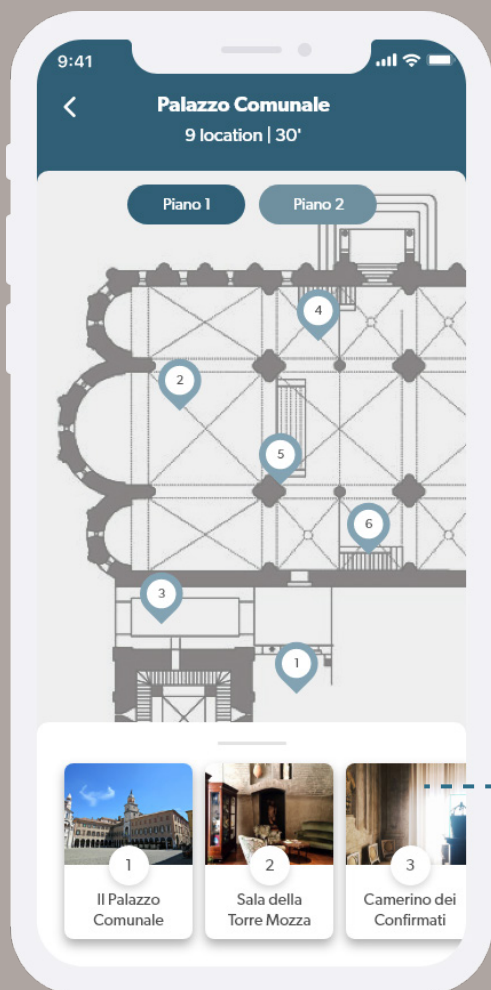 9:41
Palazzo Comunale
9 location | 30'
Piano 1
Piano 2
4
2
5
6
3
1
1
Il Palazzo
Comunale
2
Sala della
Torre Mozza
3
Camerino dei
Confirmati